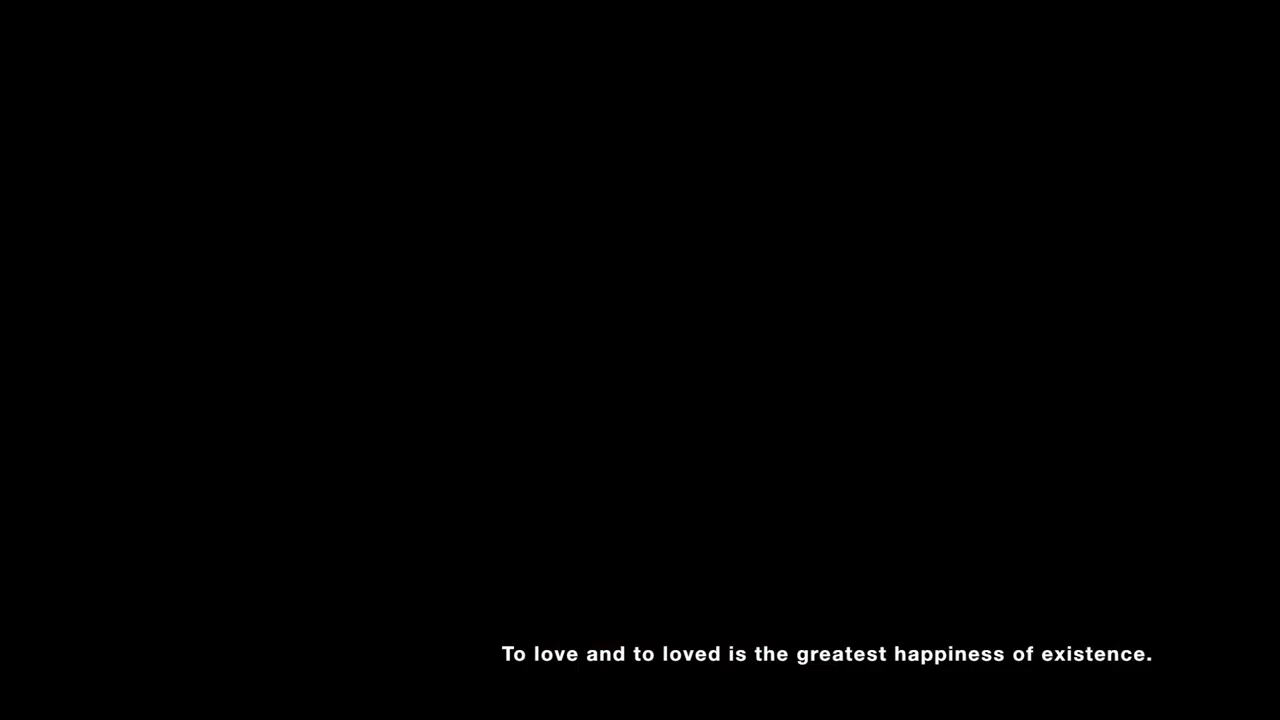 To love and to loved is the greatest happiness of existence.